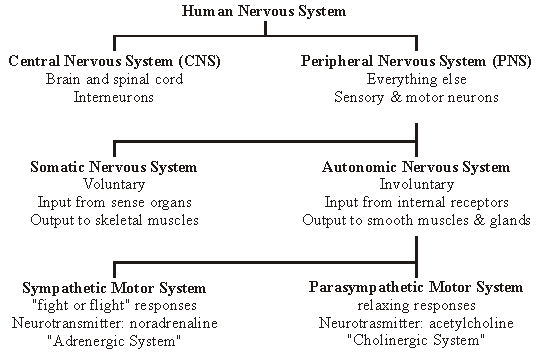 Human Nervous System
Central Nervous System (CNS)
Brain and spinal cord
Interneurons
Peripheral Nervous System (PNS)
Everything else
Sensory & motor neurons
Somatic Nervous System
Voluntary
Input from sense organs
Output to skeletal muscles
Autonomic Nervous System
Involuntary
Input from internal receptors
Output to smooth muscles & glands
Sympathetic Motor System
"fight or flight" responses
Neurotransmitter: noradrenaline
"Adrenergic System"
Parasympathetic Motor System
relaxing responses
Neurotrasmitter: acetylcholine
"Cholinergic System"